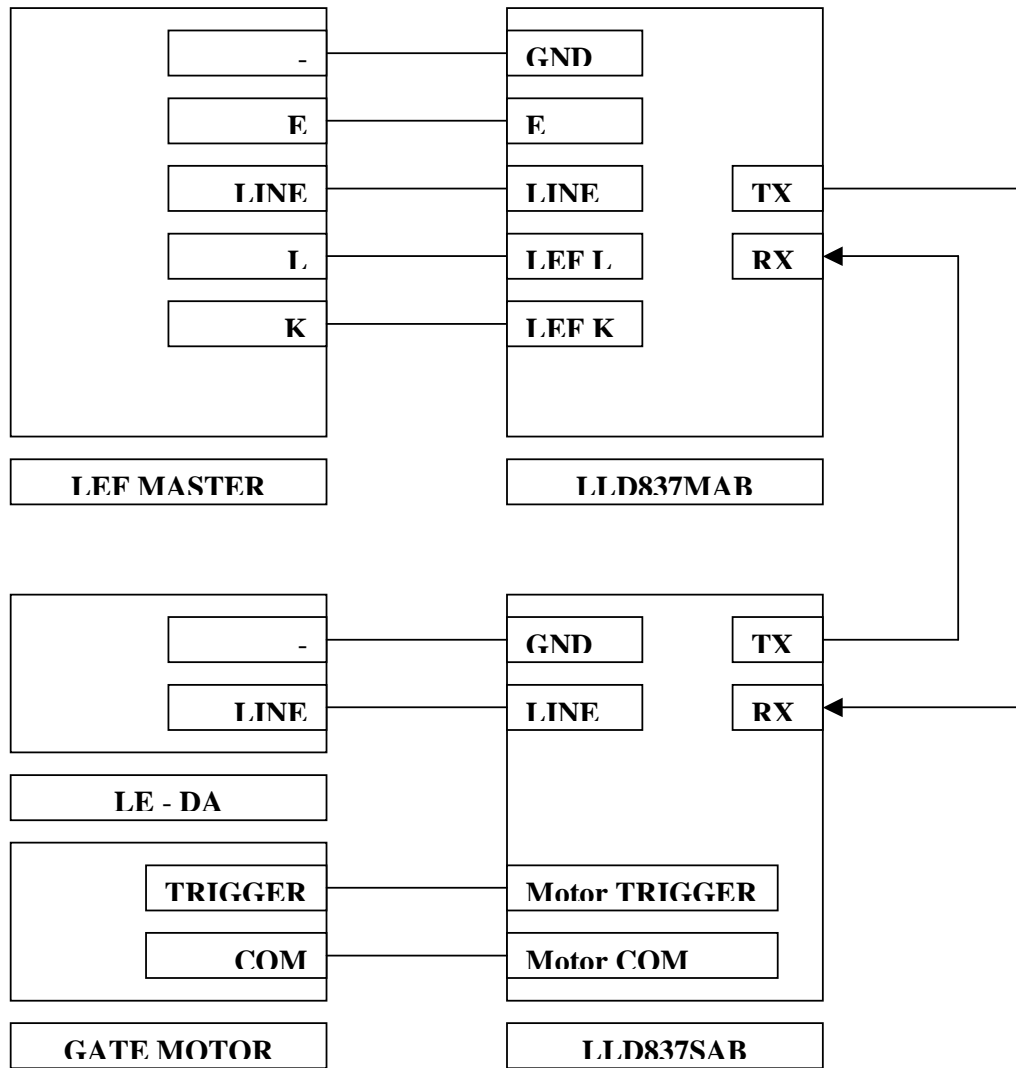 -
GND
E
E
LINE
LINE
TX
L
LEF L
RX
K
LEF K
LEF MASTER
LLD837MAB
-
GND
TX
LINE
LINE
RX
LE - DA
TRIGGER
Motor TRIGGER
COM
Motor COM
GATE MOTOR
LLD837SAB